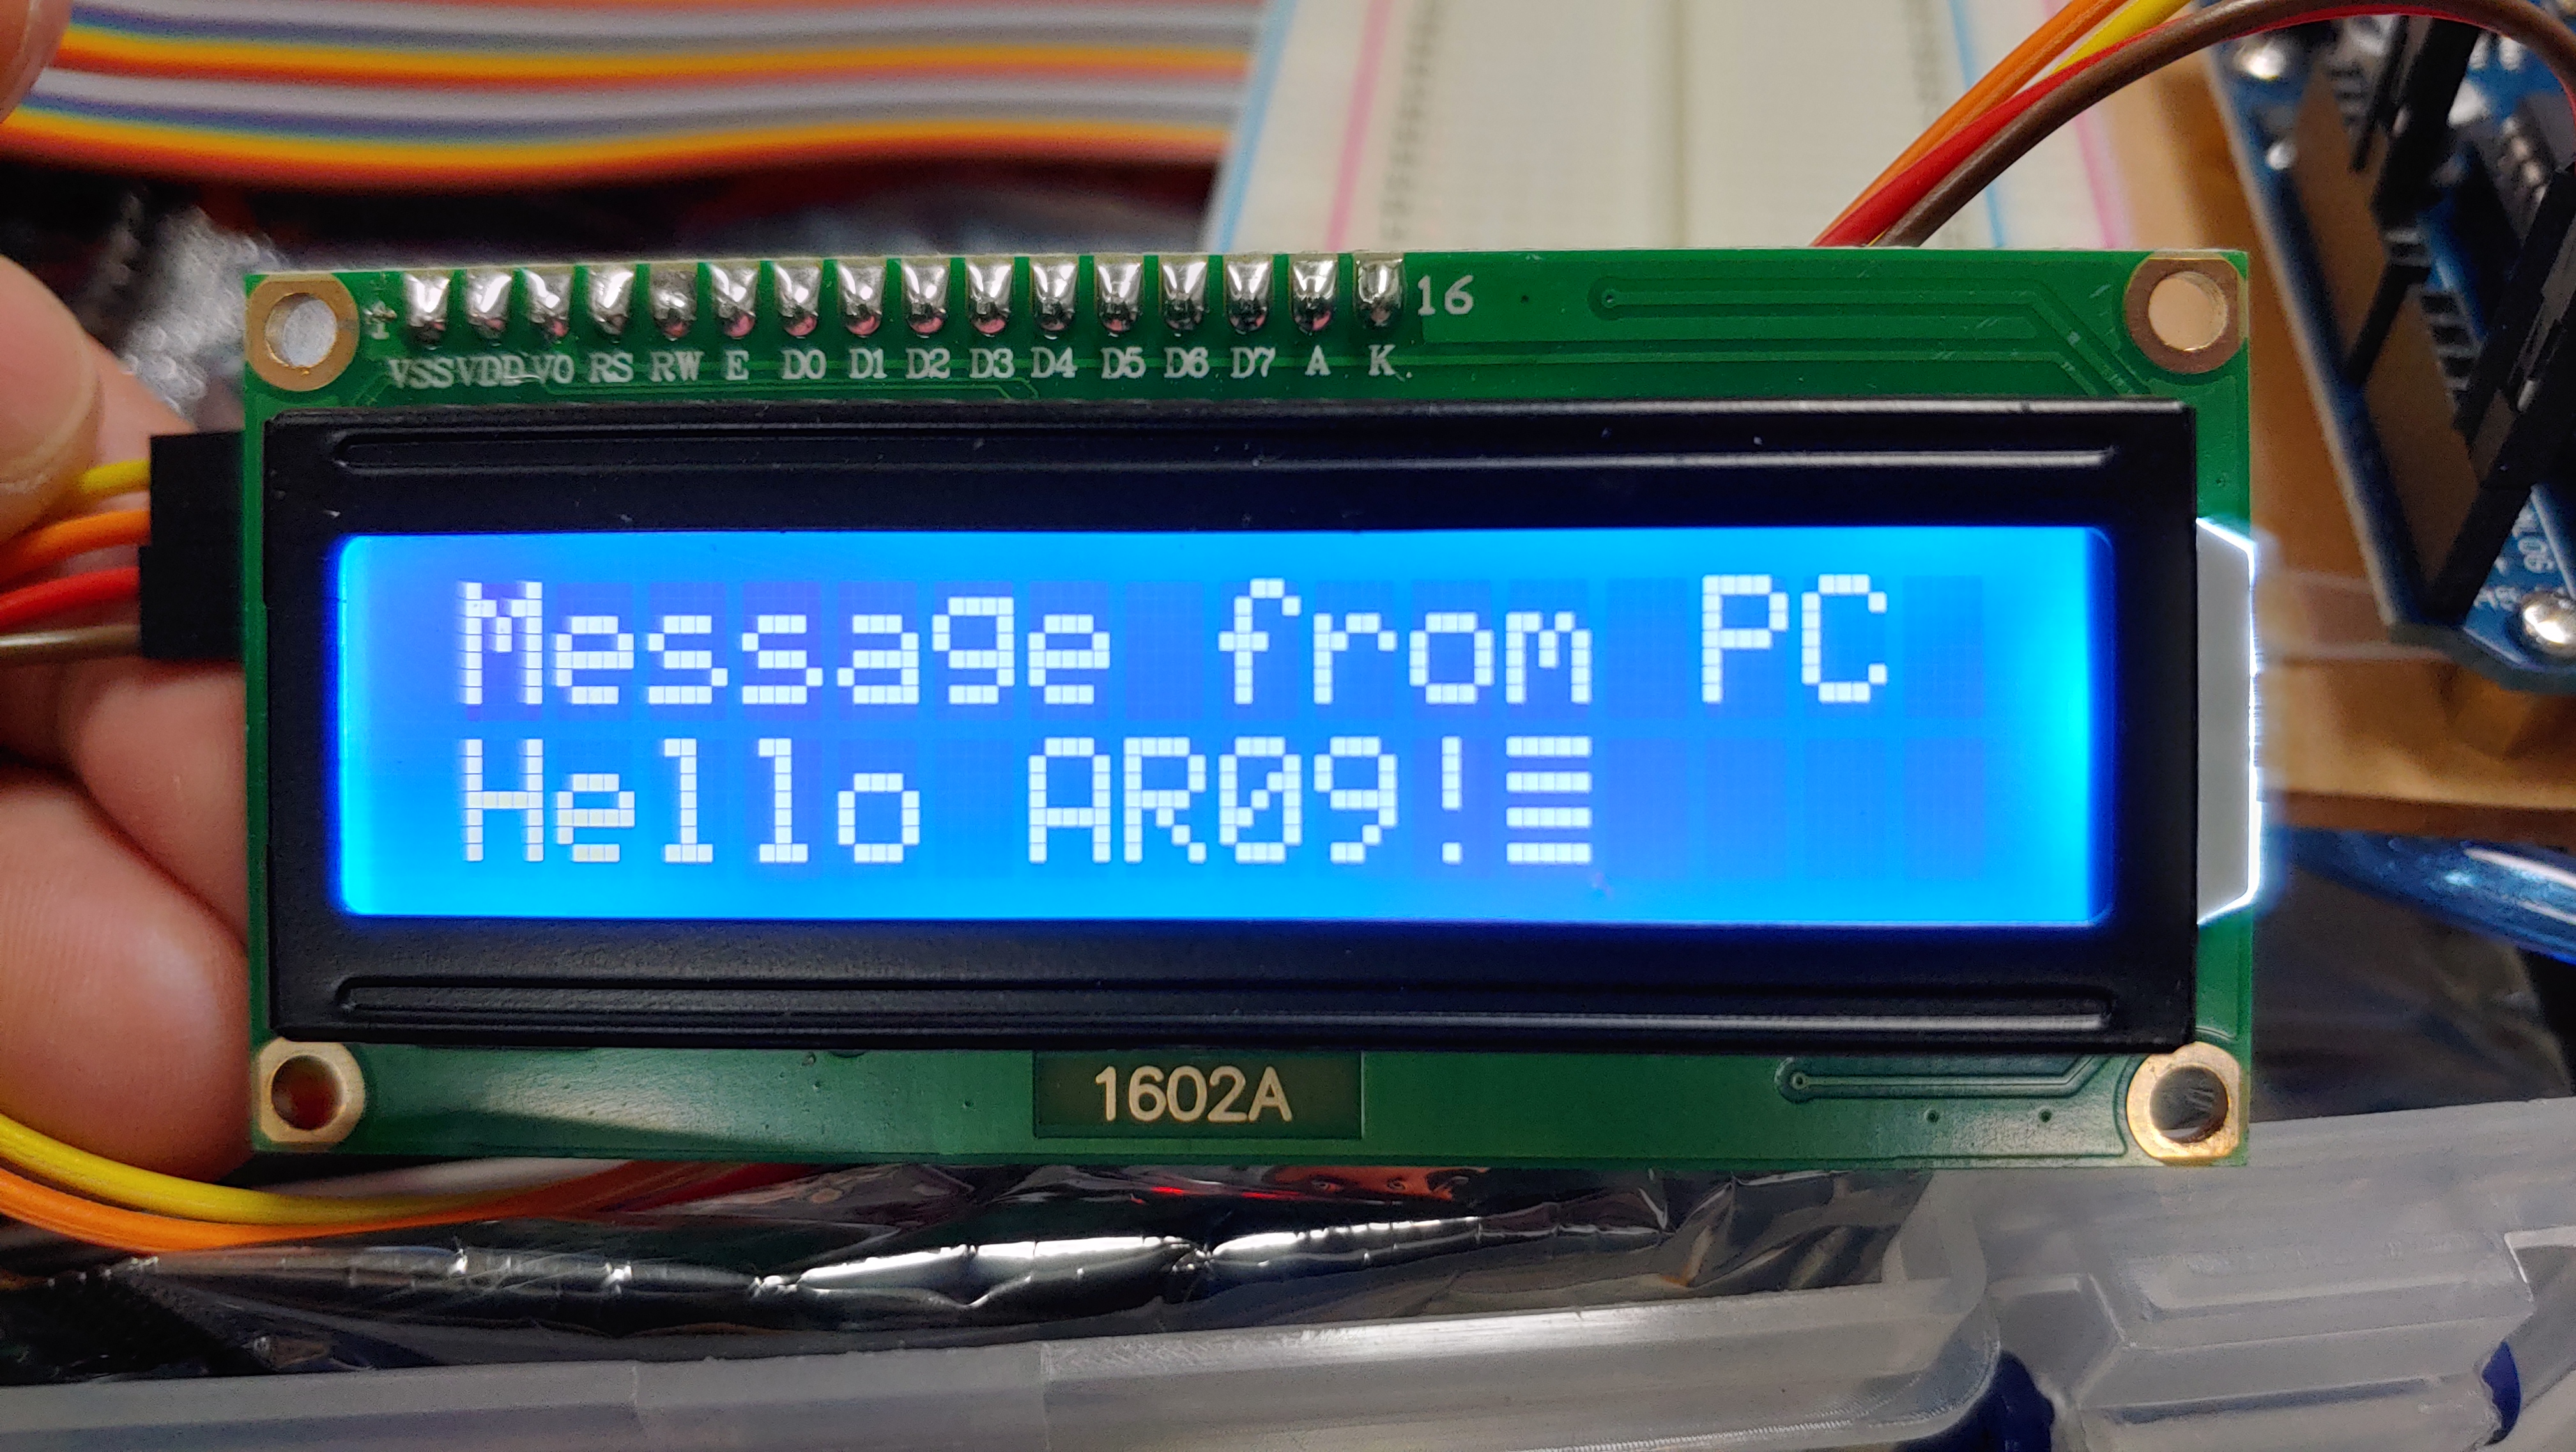 1 16
VSS VDD V0 RS RW E D0 D1 D2 D3 D4 D5 D6 D7 A K
Message from PC
Hello AR09!≣
1602A